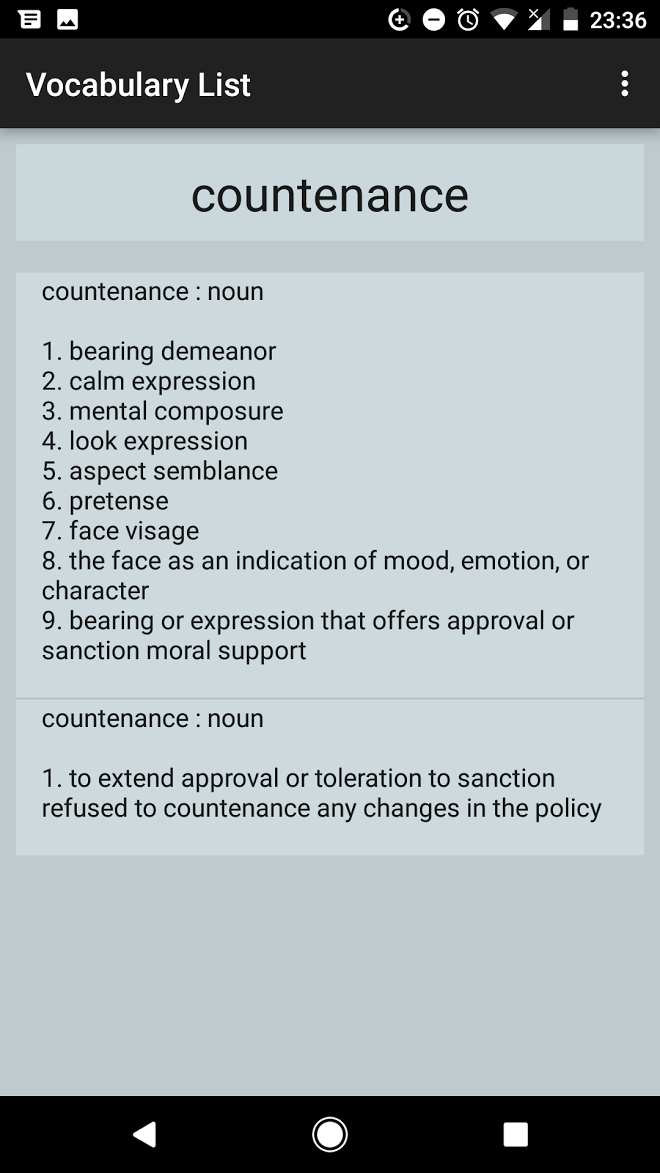 23:36
Vocabulary List
countenance
countenance : noun
1. bearing demeanor
2. calm expression
3. mental composure
4. look expression
5. aspect semblance
6. pretense
7. face visage
8. the face as an indication of mood, emotion, or
character
9. bearing or expression that offers approval or
sanction moral support
countenance : noun
1. to extend approval or toleration to sanction
refused to countenance any changes in the policy